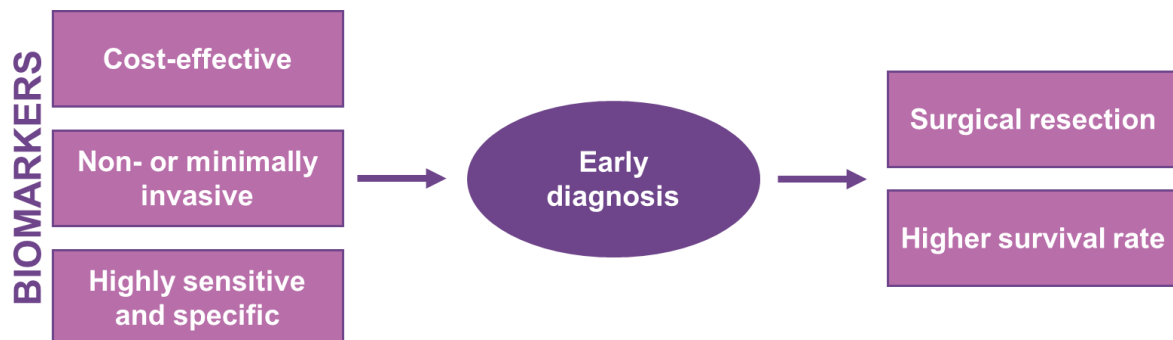 BIOMARKERS
Cost-effective
Non- or minimally
invasive
Highly sensitive
and specific
Early
diagnosis
Surgical resection
Higher survival rate